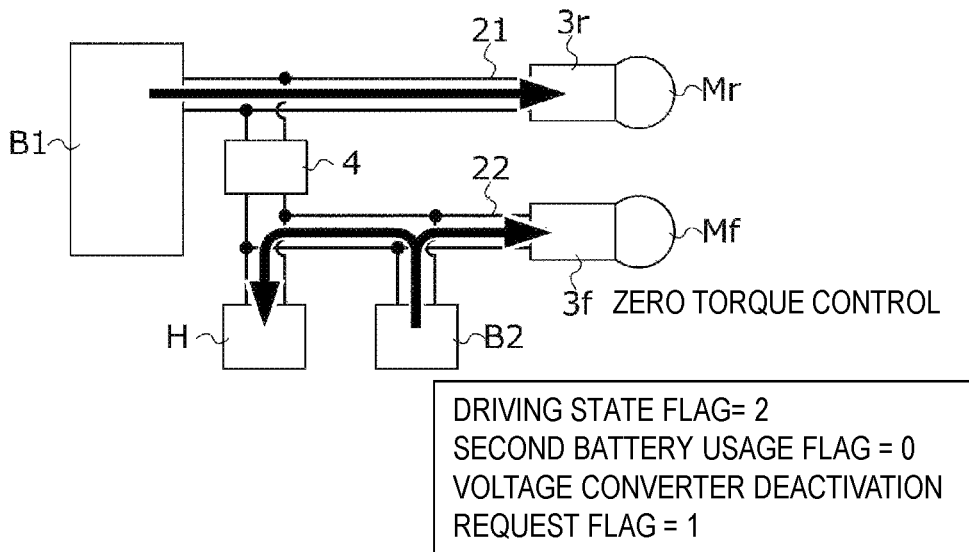 3r
21
Mr
B1
4
22
Mf
3f ZERO TORQUE CONTROL
H
B2
DRIVING STATE FLAG= 2
SECOND BATTERY USAGE FLAG = 0
VOLTAGE CONVERTER DEACTIVATION
REQUEST FLAG = 1